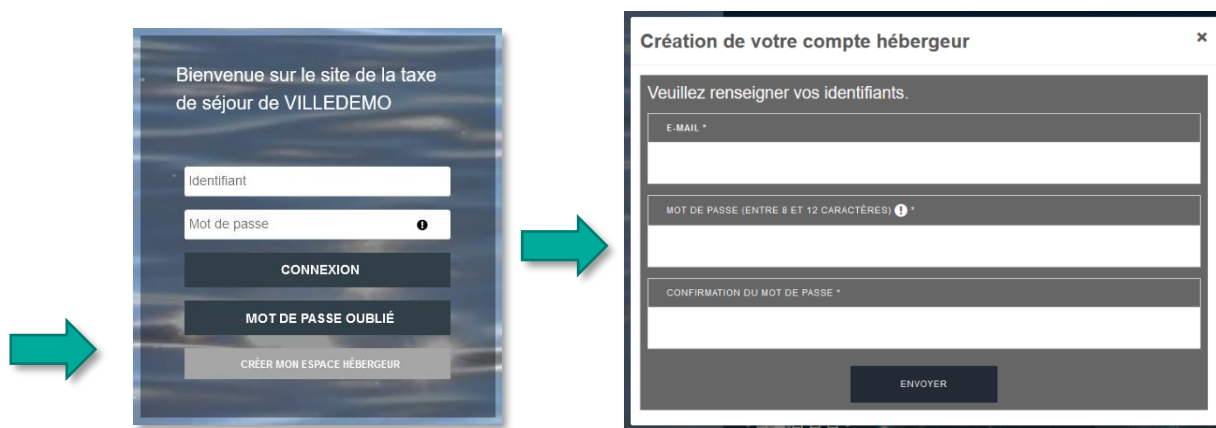 Bienvenue sur le site de la taxe
de séjour de VILLEDEMO
Identifiant
Mot de passe
CONNEXION
MOT DE PASSE OUBLIÉ
CRÉER MON ESPACE HÉBERGEUR
Création de votre compte hébergeur
×
Veuillez renseigner vos identifiants.
E-MAIL *
MOT DE PASSE (ENTRE 8 ET 12 CARACTÈRES) ! *
CONFIRMATION DU MOT DE PASSE *
ENVOYER